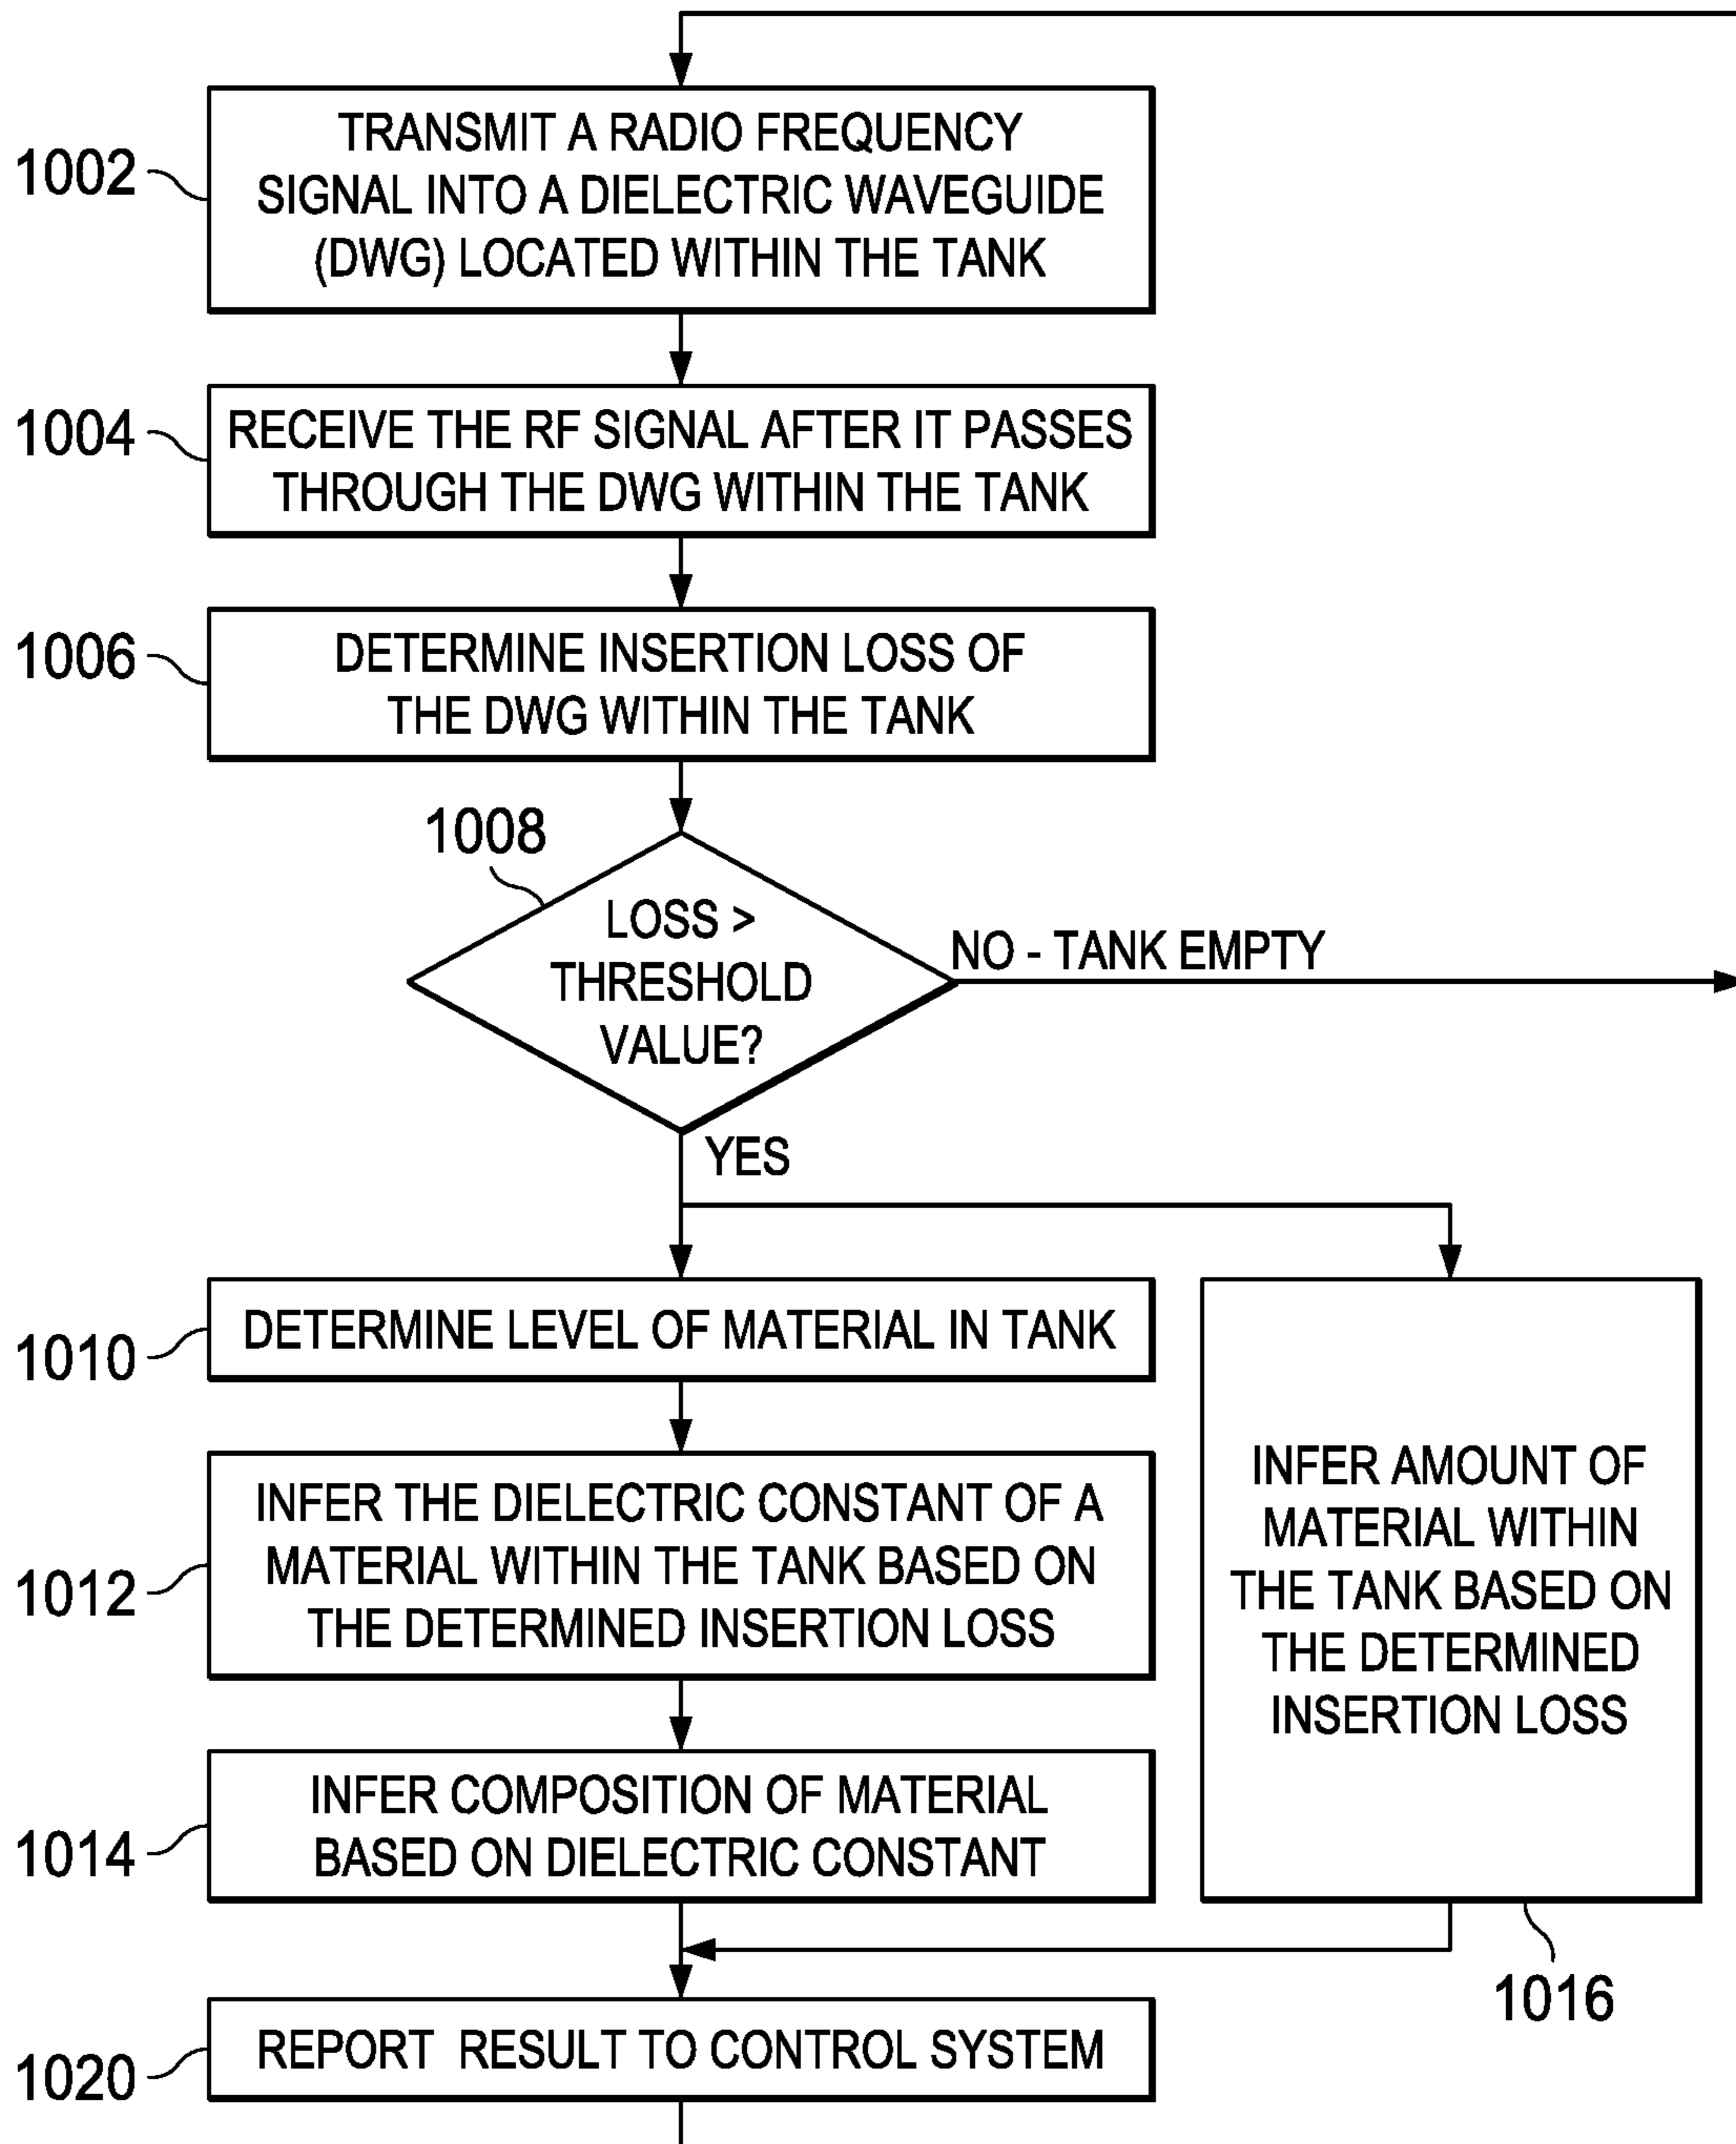 1002
TRANSMIT A RADIO FREQUENCY
SIGNAL INTO A DIELECTRIC WAVEGUIDE
(DWG) LOCATED WITHIN THE TANK
1004
RECEIVE THE RF SIGNAL AFTER IT PASSES
THROUGH THE DWG WITHIN THE TANK
1006
DETERMINE INSERTION LOSS OF
THE DWG WITHIN THE TANK
1008
LOSS >
THRESHOLD
VALUE?
NO - TANK EMPTY
YES
1010
DETERMINE LEVEL OF MATERIAL IN TANK
1012
INFER THE DIELECTRIC CONSTANT OF A
MATERIAL WITHIN THE TANK BASED ON
THE DETERMINED INSERTION LOSS
1014
INFER COMPOSITION OF MATERIAL
BASED ON DIELECTRIC CONSTANT
INFER AMOUNT OF
MATERIAL WITHIN
THE TANK BASED ON
THE DETERMINED
INSERTION LOSS
1016
1020
REPORT RESULT TO CONTROL SYSTEM